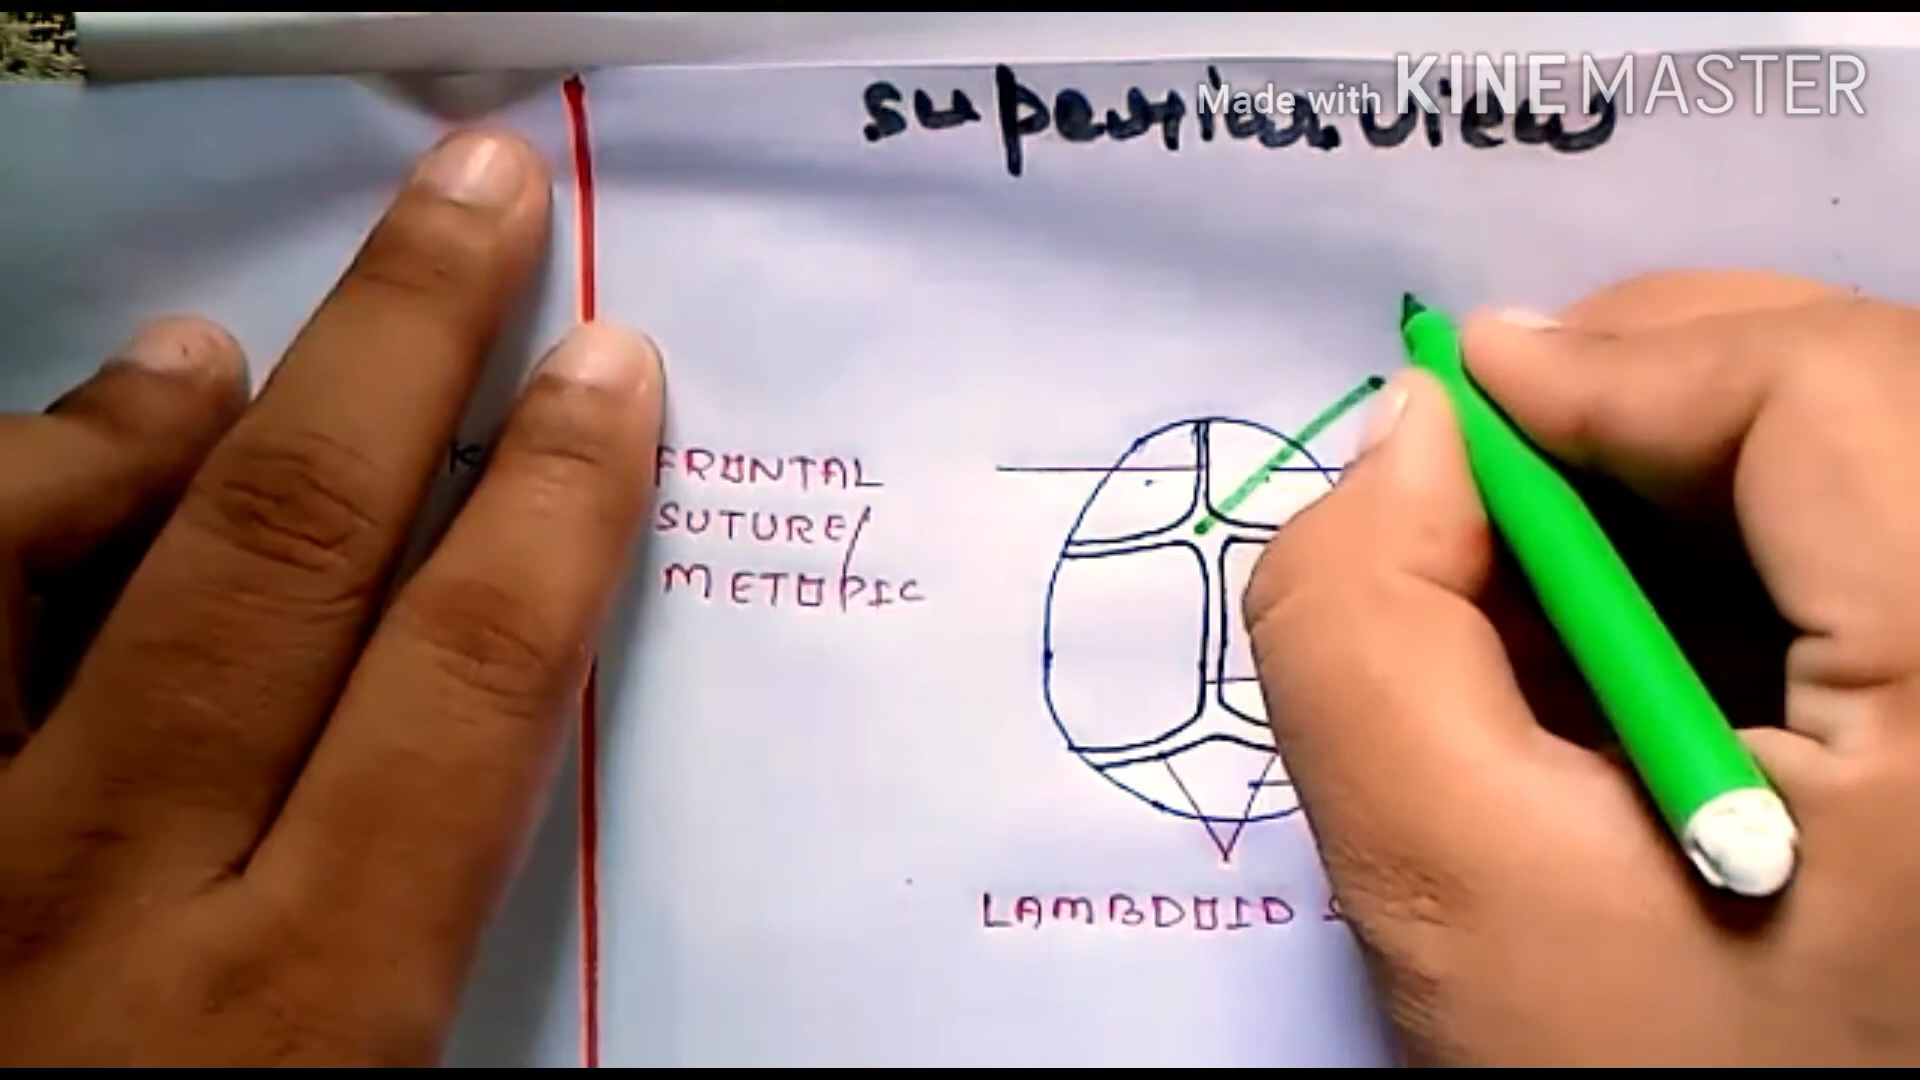 superior view
Made with KINEMASTER
K
FRONTAL
SUTURE/
METOPIC
LAMBDOID S